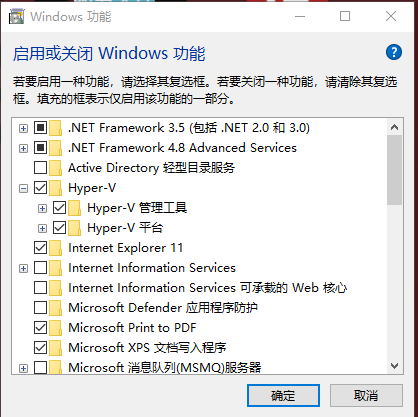 Windows 功能
启用或关闭 Windows 功能
若要启用一种功能，请选择其复选框。若要关闭一种功能，请清除其复选
框。填充的框表示仅启用该功能的一部分。
.NET Framework 3.5 (包括 .NET 2.0 和 3.0)
.NET Framework 4.8 Advanced Services
Active Directory 轻型目录服务
Hyper-V
Hyper-V 管理工具
Hyper-V 平台
Internet Explorer 11
Internet Information Services
Internet Information Services 可承载的 Web 核心
Microsoft Defender 应用程序防护
Microsoft Print to PDF
Microsoft XPS 文档写入程序
Microsoft 消息队列(MSMQ)服务器
确定
取消